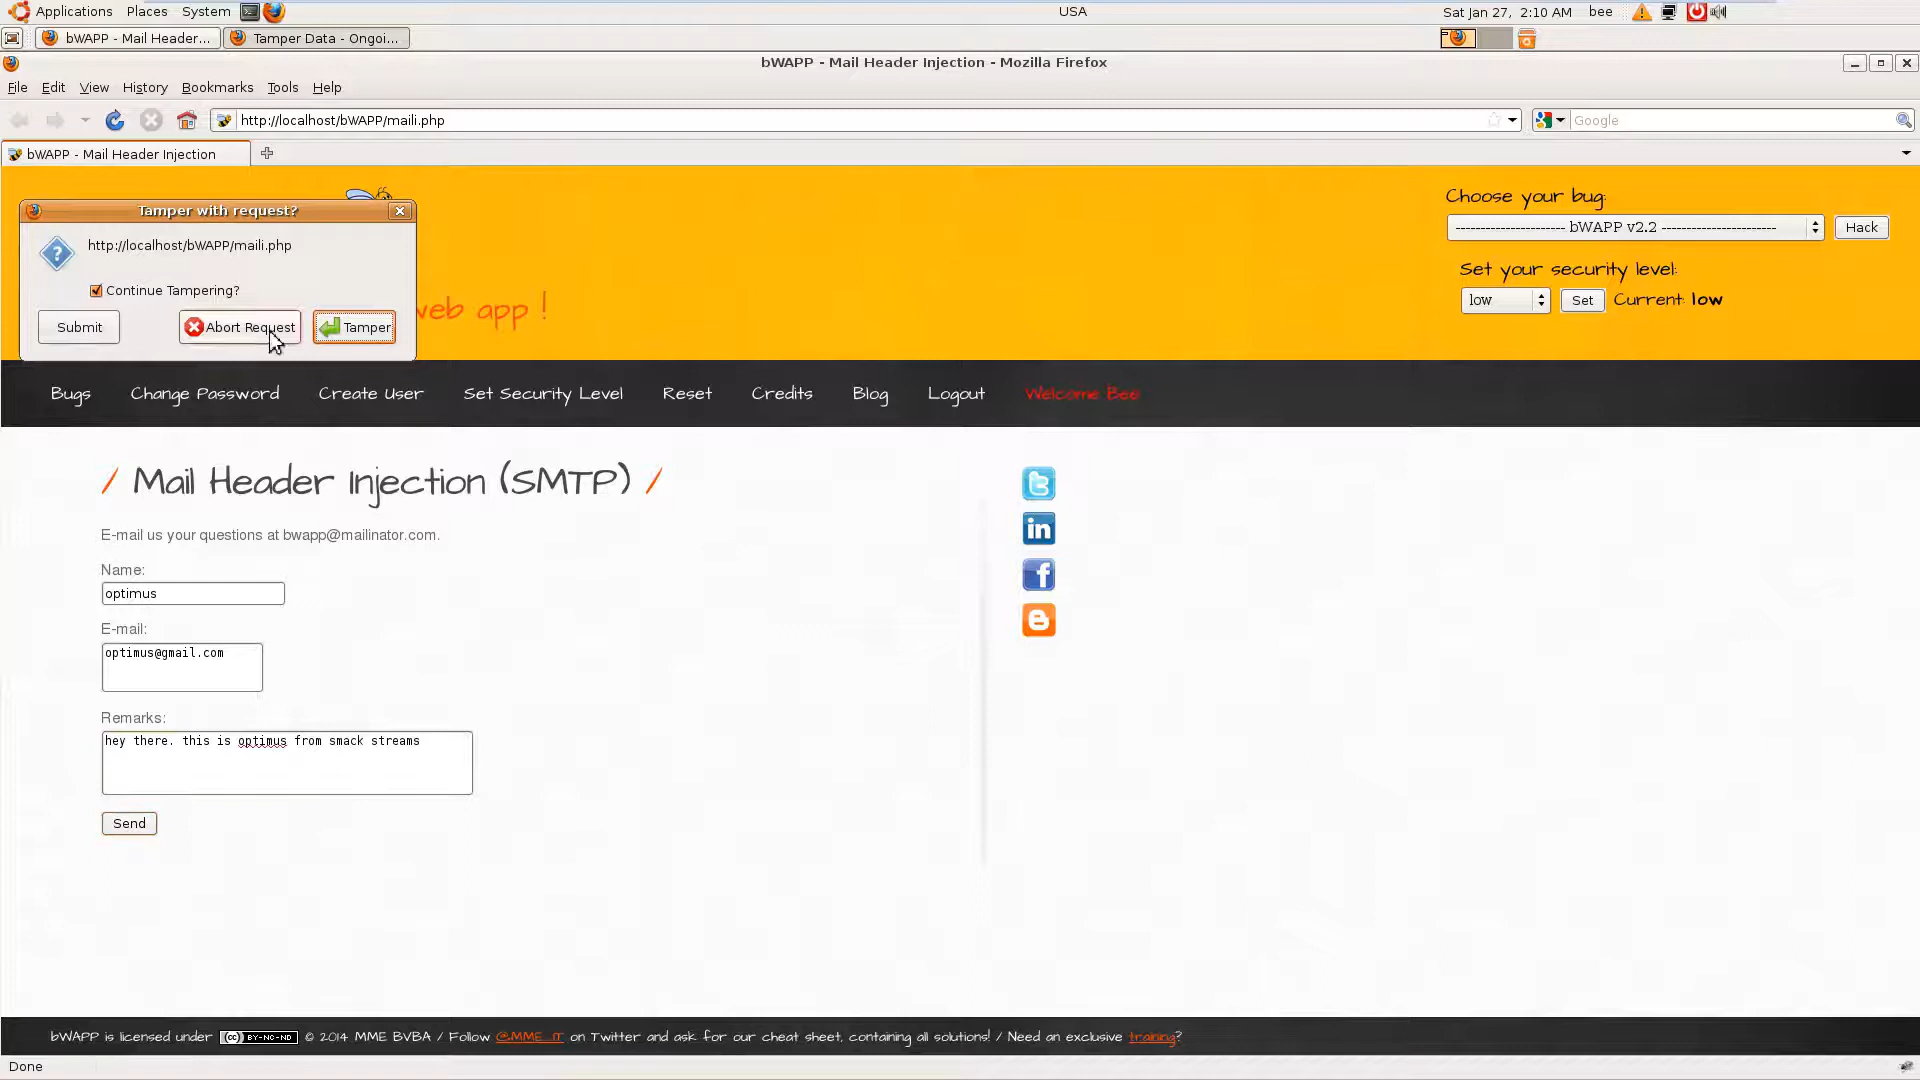 Applications Places System USA Sat Jan 27, 2:10 AM bee
bWAPP - Mail Header... Tamper Data - Ongoi...
bWAPP - Mail Header Injection - Mozilla Firefox
File Edit View History Bookmarks Tools Help
http://localhost/bWAPP/maili.php Google
bWAPP - Mail Header Injection
Choose your bug:
---------------------- bWAPP v2.2 ----------------------- Hack
Set your security level:
low Set Current: low
Tamper with request?
http://localhost/bWAPP/maili.php
Continue Tampering?
Submit Abort Request Tamper
web app !
Bugs Change Password Create User Set Security Level Reset Credits Blog Logout Welcome Bee
/ Mail Header Injection (SMTP) /
E-mail us your questions at bwapp@mailinator.com.
Name:
optimus
E-mail:
optimus@gmail.com
Remarks:
hey there. this is optimus from smack streams
Send
bWAPP is licensed under (cc) BY-NC-ND © 2014 MME BVBA / Follow @MME_IT on Twitter and ask for our cheat sheet, containing all solutions! / Need an exclusive training?
Done